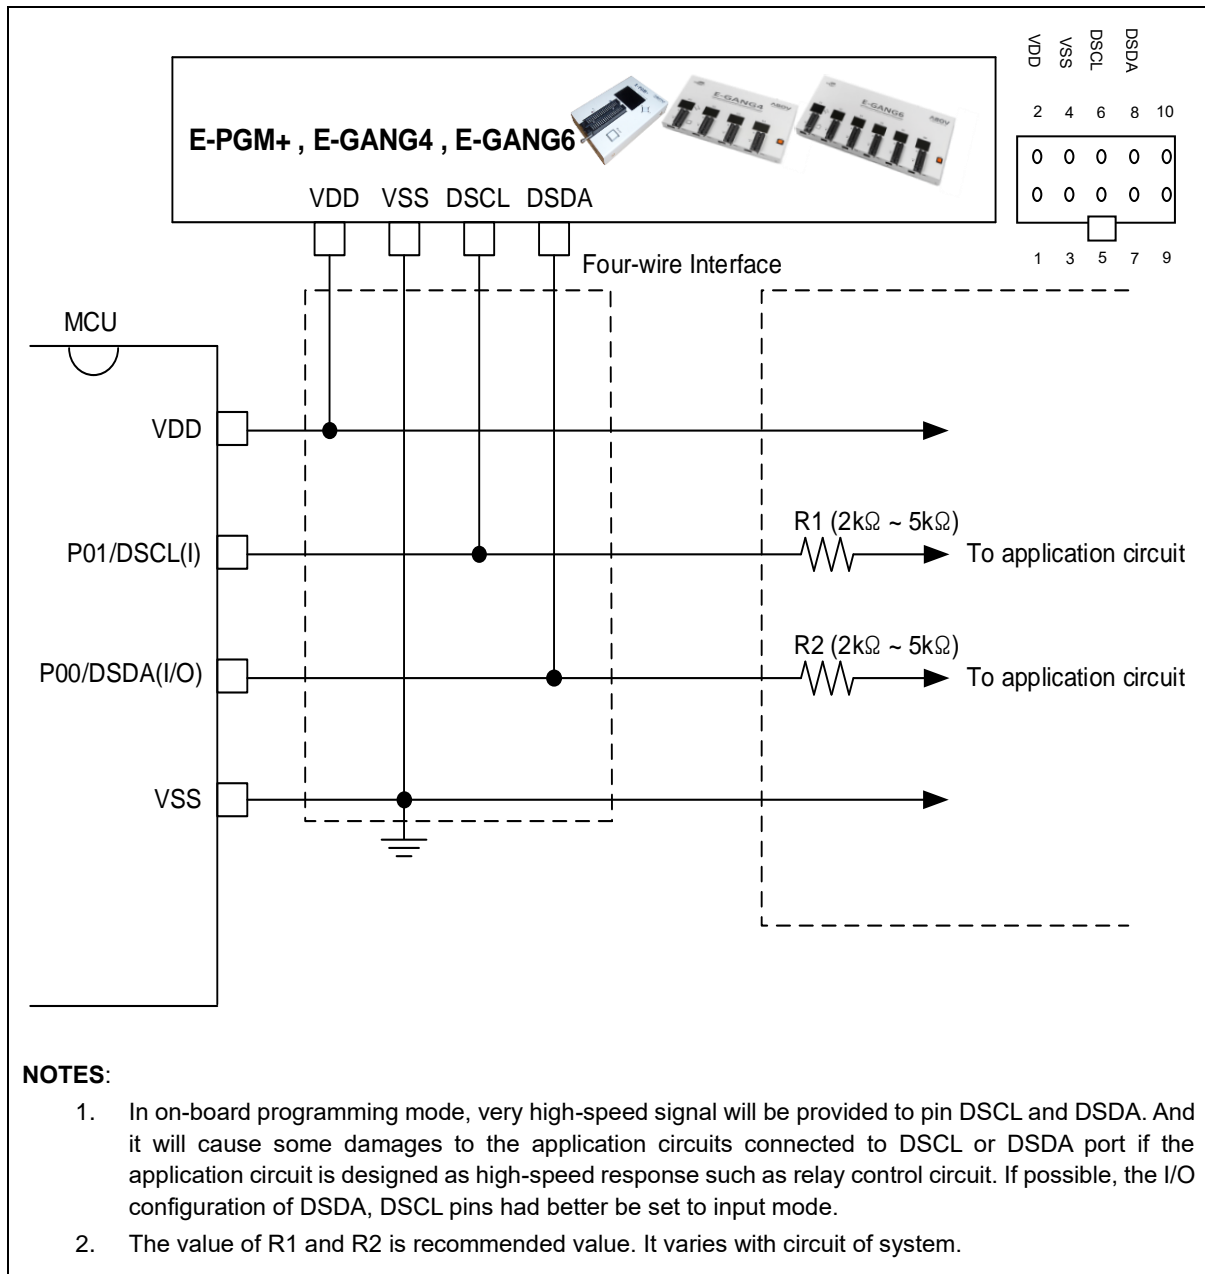 VDD
VSS
DSCL
DSDA
2 4 6 8 10
1 3 5 7 9
E-PGM+ , E-GANG4 , E-GANG6
E-GANG4
E-GANG6
VDD VSS DSCL DSDA
Four-wire Interface
MCU
VDD
P01/DSCL(I)
R1 (2kΩ ~ 5kΩ)
To application circuit
P00/DSDA(I/O)
R2 (2kΩ ~ 5kΩ)
To application circuit
VSS
NOTES:
1. In on-board programming mode, very high-speed signal will be provided to pin DSCL and DSDA. And
it will cause some damages to the application circuits connected to DSCL or DSDA port if the
application circuit is designed as high-speed response such as relay control circuit. If possible, the I/O
configuration of DSDA, DSCL pins had better be set to input mode.
2. The value of R1 and R2 is recommended value. It varies with circuit of system.